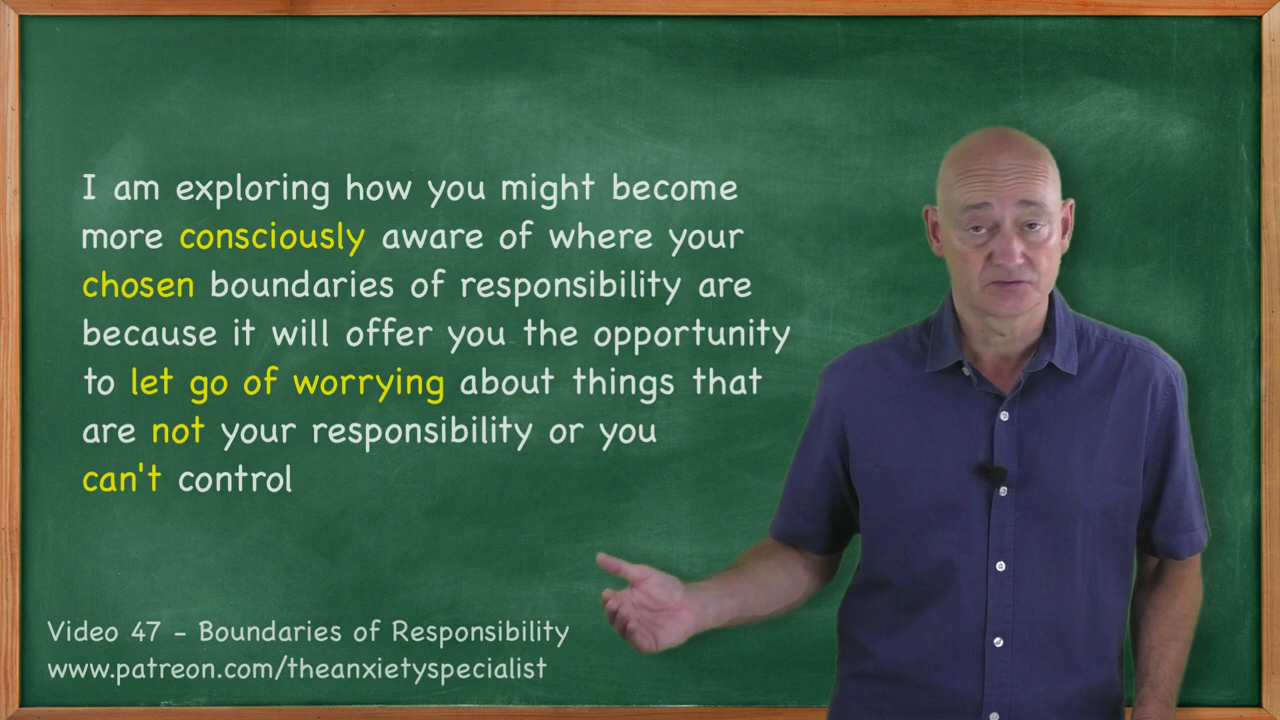 I am exploring how you might become
more consciously aware of where your
chosen boundaries of responsibility are
because it will offer you the opportunity
to let go of worrying about things that
are not your responsibility or you
can't control
Video 47 - Boundaries of Responsibility
www.patreon.com/theanxietyspecialist